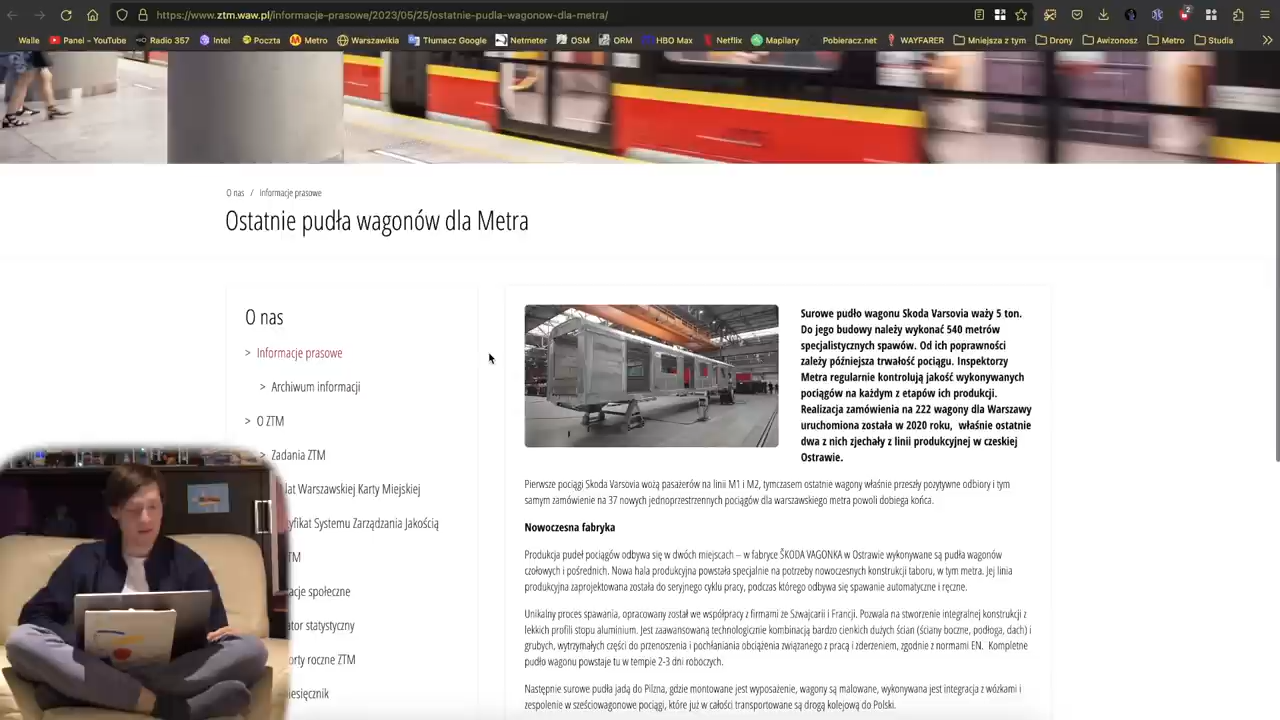 https://www.ztm.waw.pl/informacje-prasowe/2023/05/25/ostatnie-pudla-wagonow-dla-metra/
2
Walle Panel – YouTube Radio 357 Intel Poczta Metro Warszawikia Tłumacz Google Netmeter OSM ORM HBO Max Netflix Mapilary Pobieracz.net WAYFARER Mniejsza z tym Drony Awizonosz Metro Studia
O nas / Informacje prasowe
Ostatnie pudła wagonów dla Metra
O nas
> Informacje prasowe
> Archiwum informacji
> O ZTM
> Zadania ZTM
lat Warszawskiej Karty Miejskiej
yfikat Systemu Zarządzania Jakością
TM
acje społeczne
ator statystyczny
orty roczne ZTM
iesięcznik
Surowe pudło wagonu Skoda Varsovia waży 5 ton.
Do jego budowy należy wykonać 540 metrów
specjalistycznych spawów. Od ich poprawności
zależy późniejsza trwałość pociągu. Inspektorzy
Metra regularnie kontrolują jakość wykonywanych
pociągów na każdym z etapów ich produkcji.
Realizacja zamówienia na 222 wagony dla Warszawy
uruchomiona została w 2020 roku, właśnie ostatnie
dwa z nich zjechały z linii produkcyjnej w czeskiej
Ostrawie.
Pierwsze pociągi Skoda Varsovia wożą pasażerów na linii M1 i M2, tymczasem ostatnie wagony właśnie przeszły pozytywne odbiory i tym
samym zamówienie na 37 nowych jednoprzestrzennych pociągów dla warszawskiego metra powoli dobiega końca.
Nowoczesna fabryka
Produkcja pudeł pociągów odbywa się w dwóch miejscach – w fabryce ŠKODA VAGONKA w Ostrawie wykonywane są pudła wagonów
czołowych i pośrednich. Nowa hala produkcyjna powstała specjalnie na potrzeby nowoczesnych konstrukcji taboru, w tym metra. Jej linia
produkcyjna zaprojektowana została do seryjnego cyklu pracy, podczas którego odbywa się spawanie automatyczne i ręczne.
Unikalny proces spawania, opracowany został we współpracy z firmami ze Szwajcarii i Francji. Pozwala na stworzenie integralnej konstrukcji z
lekkich profili stopu aluminium. Jest zaawansowaną technologicznie kombinacją bardzo cienkich dużych ścian (ściany boczne, podłoga, dach) i
grubych, wytrzymałych części do przenoszenia i pochłaniania obciążenia związanego z pracą i zderzeniem, zgodnie z normami EN. Kompletne
pudło wagonu powstaje tu w tempie 2-3 dni roboczych.
Następnie surowe pudła jadą do Pilzna, gdzie montowane jest wyposażenie, wagony są malowane, wykonywana jest integracja z wózkami i
zespolenie w sześciowagonowe pociągi, które już w całości transportowane są drogą kolejową do Polski.